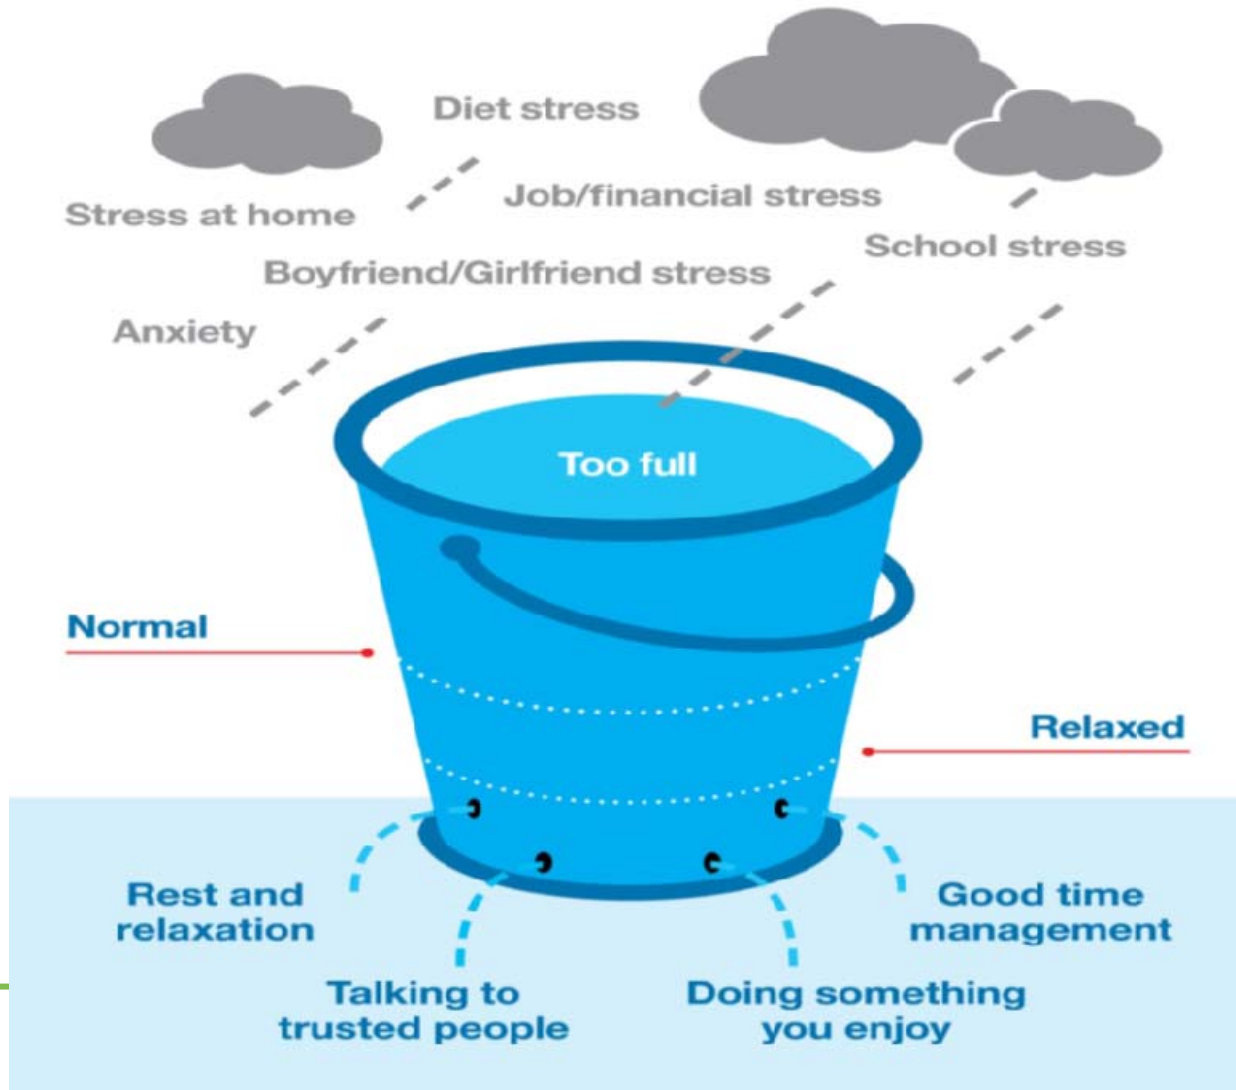 Diet stress
Job/financial stress
Stress at home
School stress
Boyfriend/Girlfriend stress
Anxiety
Too full
Normal
Relaxed
Rest and
relaxation
Good time
management
Talking to
trusted people
Doing something
you enjoy